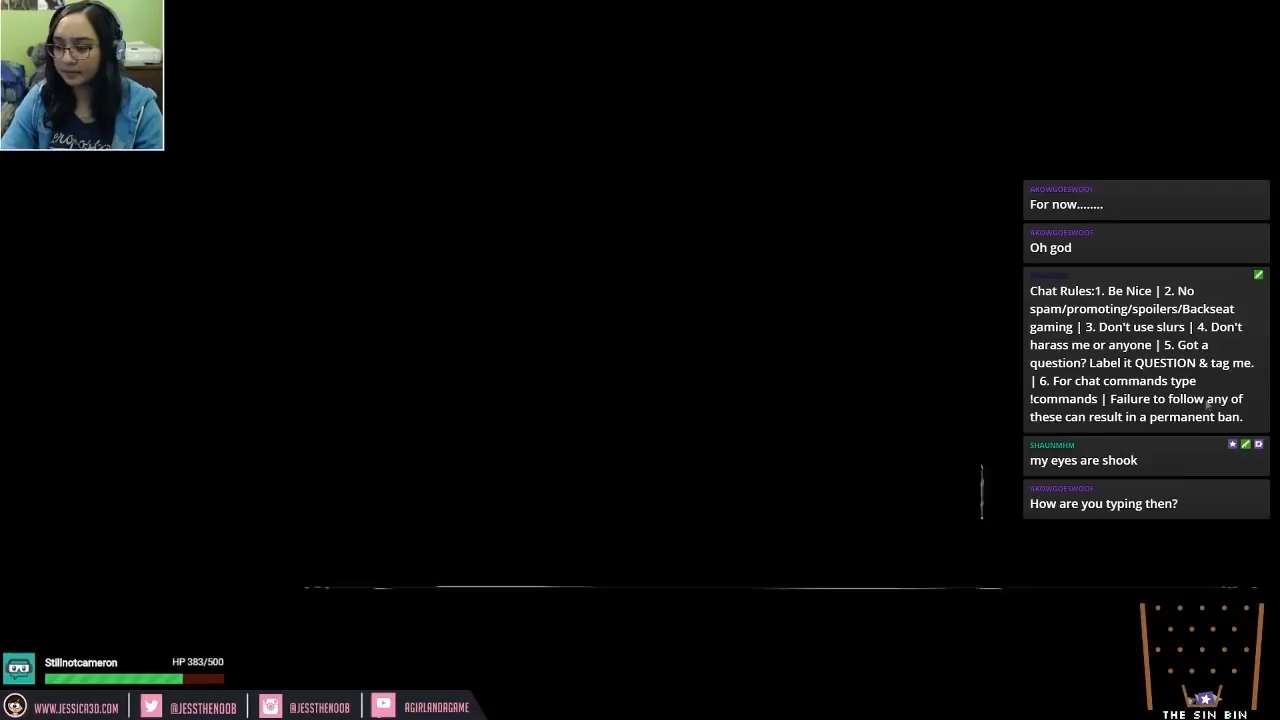 AKOWGOESWOOF
For now........
AKOWGOESWOOF
Oh god
Chat Rules:1. Be Nice | 2. No
spam/promoting/spoilers/Backseat
gaming | 3. Don't use slurs | 4. Don't
harass me or anyone | 5. Got a
question? Label it QUESTION & tag me.
| 6. For chat commands type
!commands | Failure to follow any of
these can result in a permanent ban.
SHAUNMHM
my eyes are shook
AKOWGOESWOOF
How are you typing then?
Stillnotcameron HP 383/500
WWW.JESSICA3D.COM @JESSTHENOOB @JESSTHENOOB AGIRLANDAGAME
THE SIN BIN